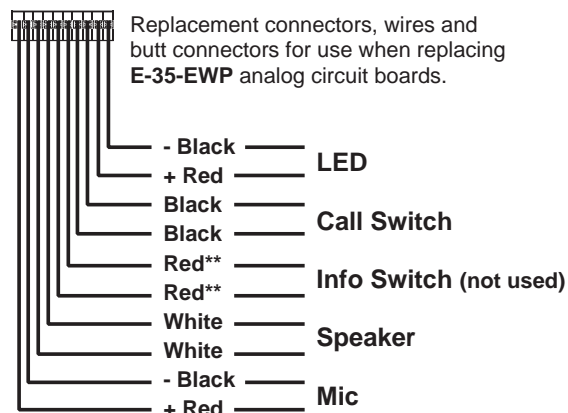 Replacement connectors, wires and
butt connectors for use when replacing
E-35-EWP analog circuit boards.
- Black
LED
+ Red
Black
Call Switch
Black
Red**
Info Switch (not used)
Red**
White
Speaker
White
- Black
Mic
+ Red